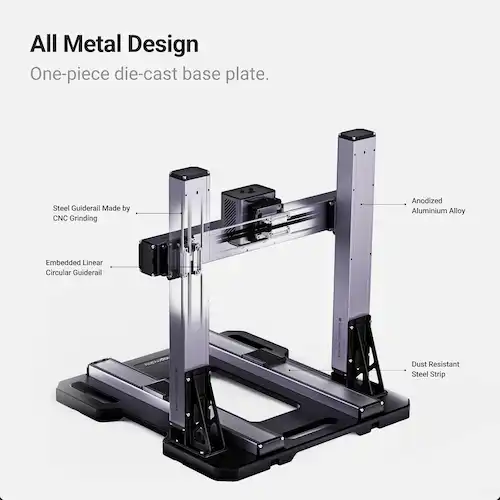 All Metal Design
One-piece die-cast base plate.
Steel Guiderail Made by
CNC Grinding
Anodized
Aluminium Alloy
Embedded Linear
Circular Guiderail
Dust Resistant
Steel Strip